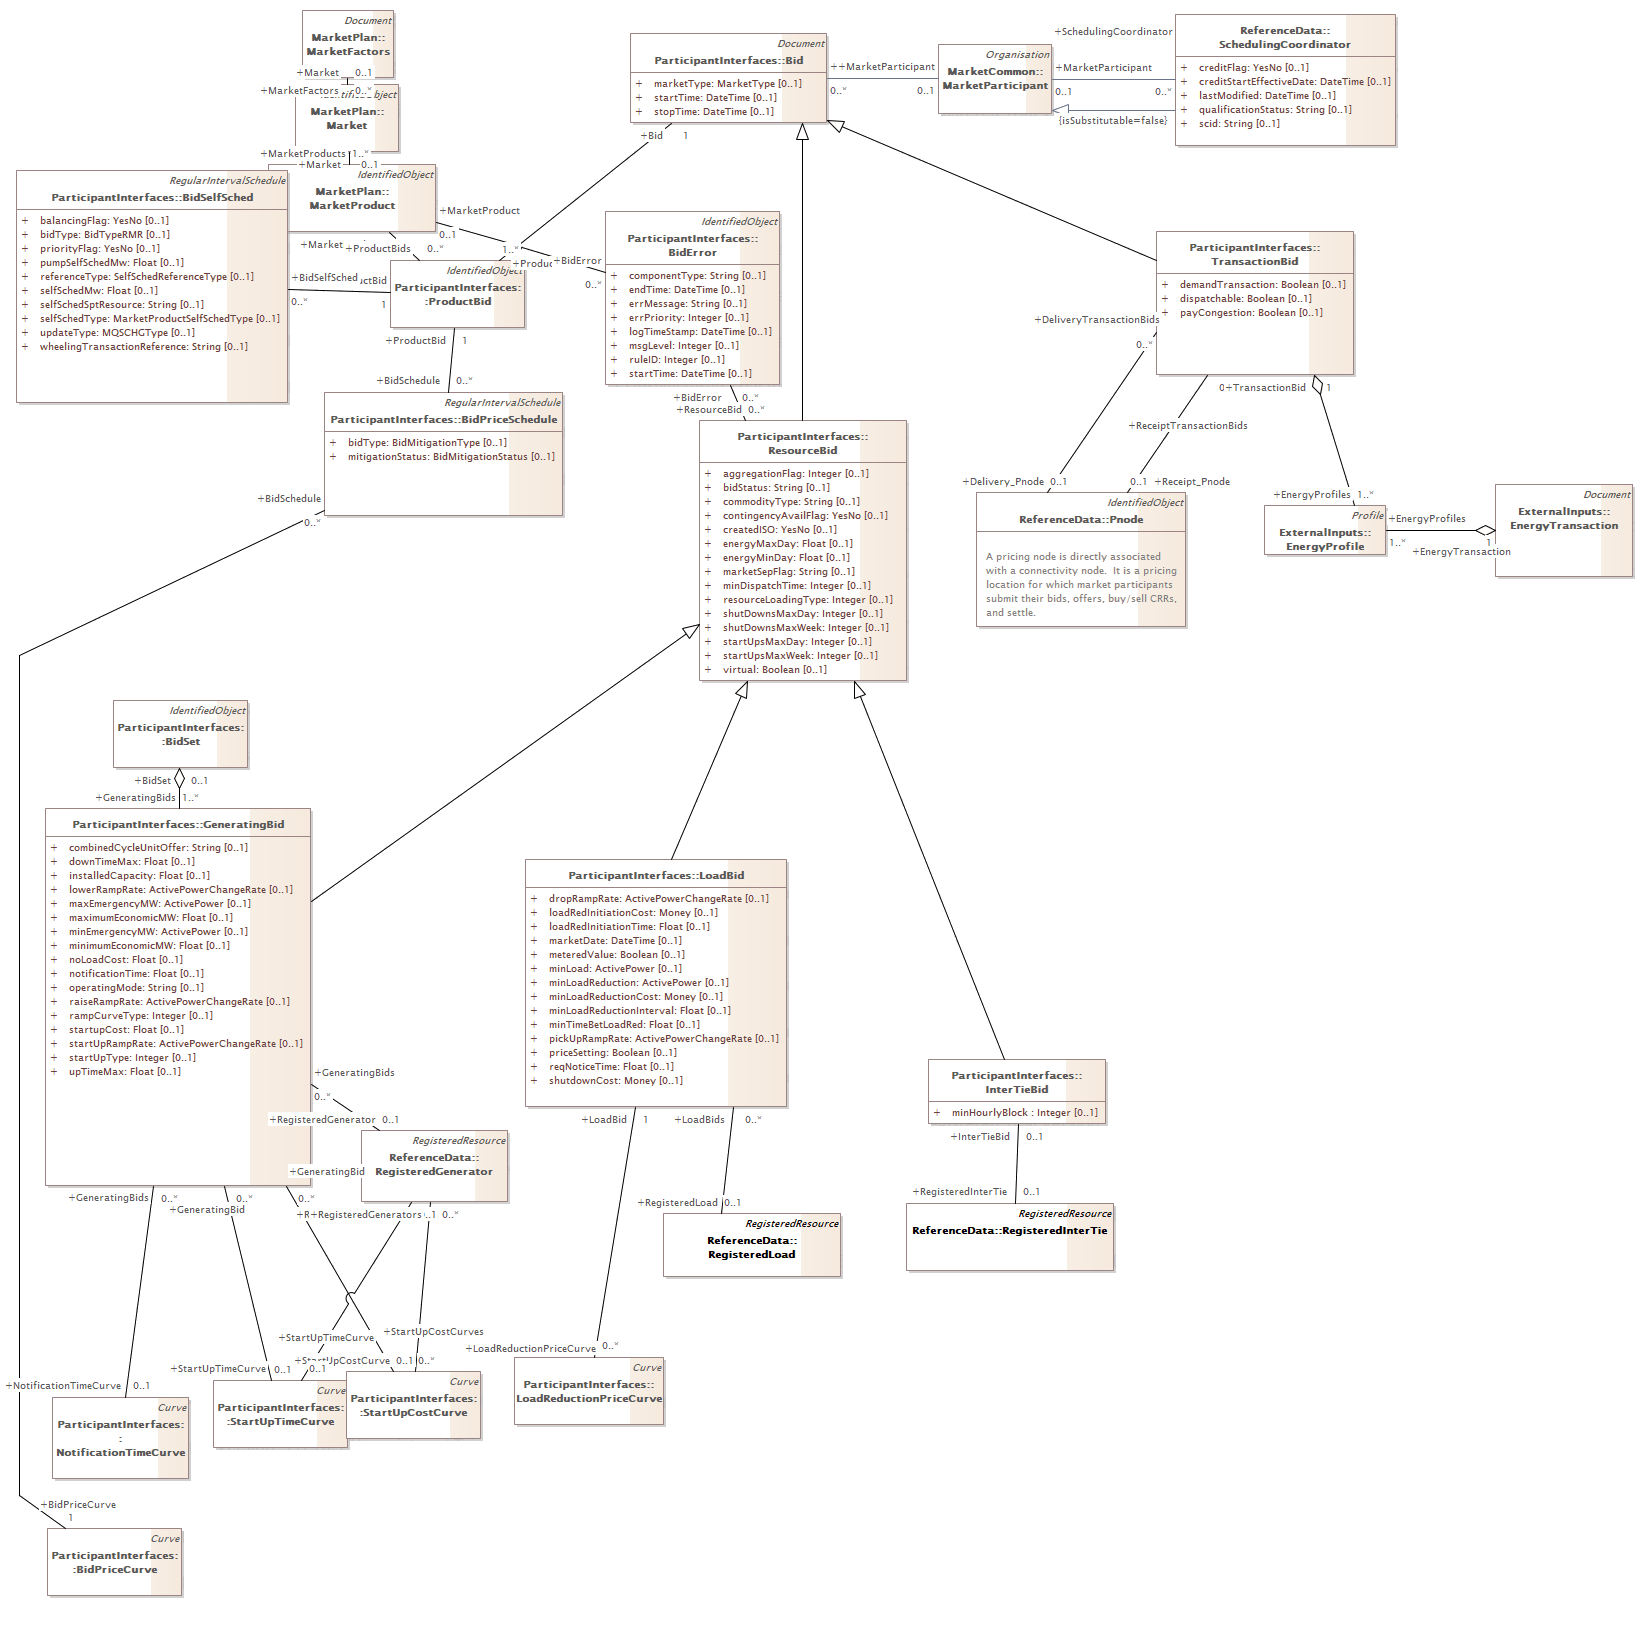 Document
MarketPlan::
MarketFactors
+Market 0..1
+MarketFactors 0..*
IdentifiedObject
MarketPlan::
Market
+MarketProducts 1..*
+Market 0..1
IdentifiedObject
MarketPlan::
MarketProduct
+MarketProduct
0..1
+Market
+ProductBids 0..*
RegularIntervalSchedule
ParticipantInterfaces::BidSelfSched
+ balancingFlag: YesNo [0..1]
+ bidType: BidTypeRMR [0..1]
+ priorityFlag: YesNo [0..1]
+ pumpSelfSchedMw: Float [0..1]
+ referenceType: SelfSchedReferenceType [0..1]
+ selfSchedMw: Float [0..1]
+ selfSchedSptResource: String [0..1]
+ selfSchedType: MarketProductSelfSchedType [0..1]
+ updateType: MQSCHGType [0..1]
+ wheelingTransactionReference: String [0..1]
+BidSelfSched
0..*
ctBid
1
IdentifiedObject
ParticipantInterfaces:
:ProductBid
+ProductBid 1
+BidSchedule 0..*
RegularIntervalSchedule
ParticipantInterfaces::BidPriceSchedule
+ bidType: BidMitigationType [0..1]
+ mitigationStatus: BidMitigationStatus [0..1]
+BidSchedule
0..*
Document
ParticipantInterfaces::Bid
+ marketType: MarketType [0..1]
+ startTime: DateTime [0..1]
+ stopTime: DateTime [0..1]
+Bid 1
1..*
+Produc
++MarketParticipant
0..* 0..1
Organisation
MarketCommon::
MarketParticipant
+SchedulingCoordinator
+MarketParticipant
0..1 0..*
{isSubstitutable=false}
ReferenceData::
SchedulingCoordinator
+ creditFlag: YesNo [0..1]
+ creditStartEffectiveDate: DateTime [0..1]
+ lastModified: DateTime [0..1]
+ qualificationStatus: String [0..1]
+ scid: String [0..1]
+BidError
0..*
IdentifiedObject
ParticipantInterfaces::
BidError
+ componentType: String [0..1]
+ endTime: DateTime [0..1]
+ errMessage: String [0..1]
+ errPriority: Integer [0..1]
+ logTimeStamp: DateTime [0..1]
+ msgLevel: Integer [0..1]
+ ruleID: Integer [0..1]
+ startTime: DateTime [0..1]
+BidError 0..*
+ResourceBid 0..*
ParticipantInterfaces::
TransactionBid
+ demandTransaction: Boolean [0..1]
+ dispatchable: Boolean [0..1]
+ payCongestion: Boolean [0..1]
+DeliveryTransactionBids
0..*
0+TransactionBid 1
+ReceiptTransactionBids
+Delivery_Pnode 0..1
0..1 +Receipt_Pnode
IdentifiedObject
ReferenceData::Pnode
A pricing node is directly associated
with a connectivity node. It is a pricing
location for which market participants
submit their bids, offers, buy/sell CRRs,
and settle.
+EnergyProfiles 1..*
Profile
ExternalInputs::
EnergyProfile
+EnergyProfiles
1..* 1
+EnergyTransaction
Document
ExternalInputs::
EnergyTransaction
ParticipantInterfaces::
ResourceBid
+ aggregationFlag: Integer [0..1]
+ bidStatus: String [0..1]
+ commodityType: String [0..1]
+ contingencyAvailFlag: YesNo [0..1]
+ createdISO: YesNo [0..1]
+ energyMaxDay: Float [0..1]
+ energyMinDay: Float [0..1]
+ marketSepFlag: String [0..1]
+ minDispatchTime: Integer [0..1]
+ resourceLoadingType: Integer [0..1]
+ shutDownsMaxDay: Integer [0..1]
+ shutDownsMaxWeek: Integer [0..1]
+ startUpsMaxDay: Integer [0..1]
+ startUpsMaxWeek: Integer [0..1]
+ virtual: Boolean [0..1]
IdentifiedObject
ParticipantInterfaces:
:BidSet
+BidSet 0..1
+GeneratingBids 1..*
ParticipantInterfaces::GeneratingBid
+ combinedCycleUnitOffer: String [0..1]
+ downTimeMax: Float [0..1]
+ installedCapacity: Float [0..1]
+ lowerRampRate: ActivePowerChangeRate [0..1]
+ maxEmergencyMW: ActivePower [0..1]
+ maximumEconomicMW: Float [0..1]
+ minEmergencyMW: ActivePower [0..1]
+ minimumEconomicMW: Float [0..1]
+ noLoadCost: Float [0..1]
+ notificationTime: Float [0..1]
+ operatingMode: String [0..1]
+ raiseRampRate: ActivePowerChangeRate [0..1]
+ rampCurveType: Integer [0..1]
+ startupCost: Float [0..1]
+ startUpRampRate: ActivePowerChangeRate [0..1]
+ startUpType: Integer [0..1]
+ upTimeMax: Float [0..1]
+GeneratingBids
0..*
+RegisteredGenerator 0..1
RegisteredResource
ReferenceData::
RegisteredGenerator
+GeneratingBid
+GeneratingBids 0..*
+GeneratingBid
0..*
0..*
+R+RegisteredGenerators ..1 0..*
ParticipantInterfaces::LoadBid
+ dropRampRate: ActivePowerChangeRate [0..1]
+ loadRedInitiationCost: Money [0..1]
+ loadRedInitiationTime: Float [0..1]
+ marketDate: DateTime [0..1]
+ meteredValue: Boolean [0..1]
+ minLoad: ActivePower [0..1]
+ minLoadReduction: ActivePower [0..1]
+ minLoadReductionCost: Money [0..1]
+ minLoadReductionInterval: Float [0..1]
+ minTimeBetLoadRed: Float [0..1]
+ pickUpRampRate: ActivePowerChangeRate [0..1]
+ priceSetting: Boolean [0..1]
+ reqNoticeTime: Float [0..1]
+ shutdownCost: Money [0..1]
+LoadBid 1
+LoadBids 0..*
+RegisteredLoad 0..1
RegisteredResource
ReferenceData::
RegisteredLoad
ParticipantInterfaces::
InterTieBid
+ minHourlyBlock : Integer [0..1]
+InterTieBid 0..1
+RegisteredInterTie 0..1
RegisteredResource
ReferenceData::RegisteredInterTie
+StartUpTimeCurve
+StartUpCostCurves
+LoadReductionPriceCurve 0..*
+StartUpCostCurve 0..1 0..*
+StartUpTimeCurve 0..1 0..1
+NotificationTimeCurve 0..1
Curve
ParticipantInterfaces:
:
NotificationTimeCurve
Curve
ParticipantInterfaces:
:StartUpTimeCurve
Curve
ParticipantInterfaces:
:StartUpCostCurve
Curve
ParticipantInterfaces::
LoadReductionPriceCurve
+BidPriceCurve
1
Curve
ParticipantInterfaces:
:BidPriceCurve